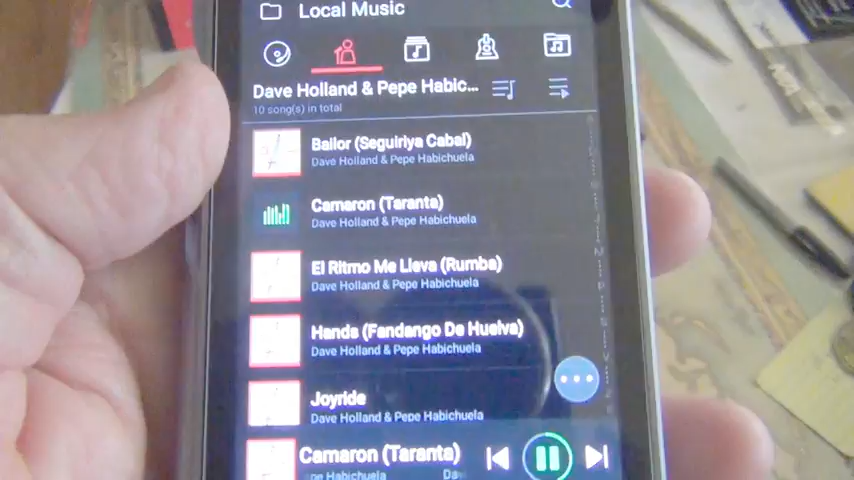 Local Music
Dave Holland & Pepe Habic...
10 song(s) in total
Bailor (Seguiriya Cabal)
Dave Holland & Pepe Habichuela
Camaron (Taranta)
Dave Holland & Pepe Habichuela
El Ritmo Me Lleva (Rumba)
Dave Holland & Pepe Habichuela
Hands (Fandango De Huelva)
Dave Holland & Pepe Habichuela
Joyride
Dave Holland & Pepe Habichuela
Camaron (Taranta)
Habichuela